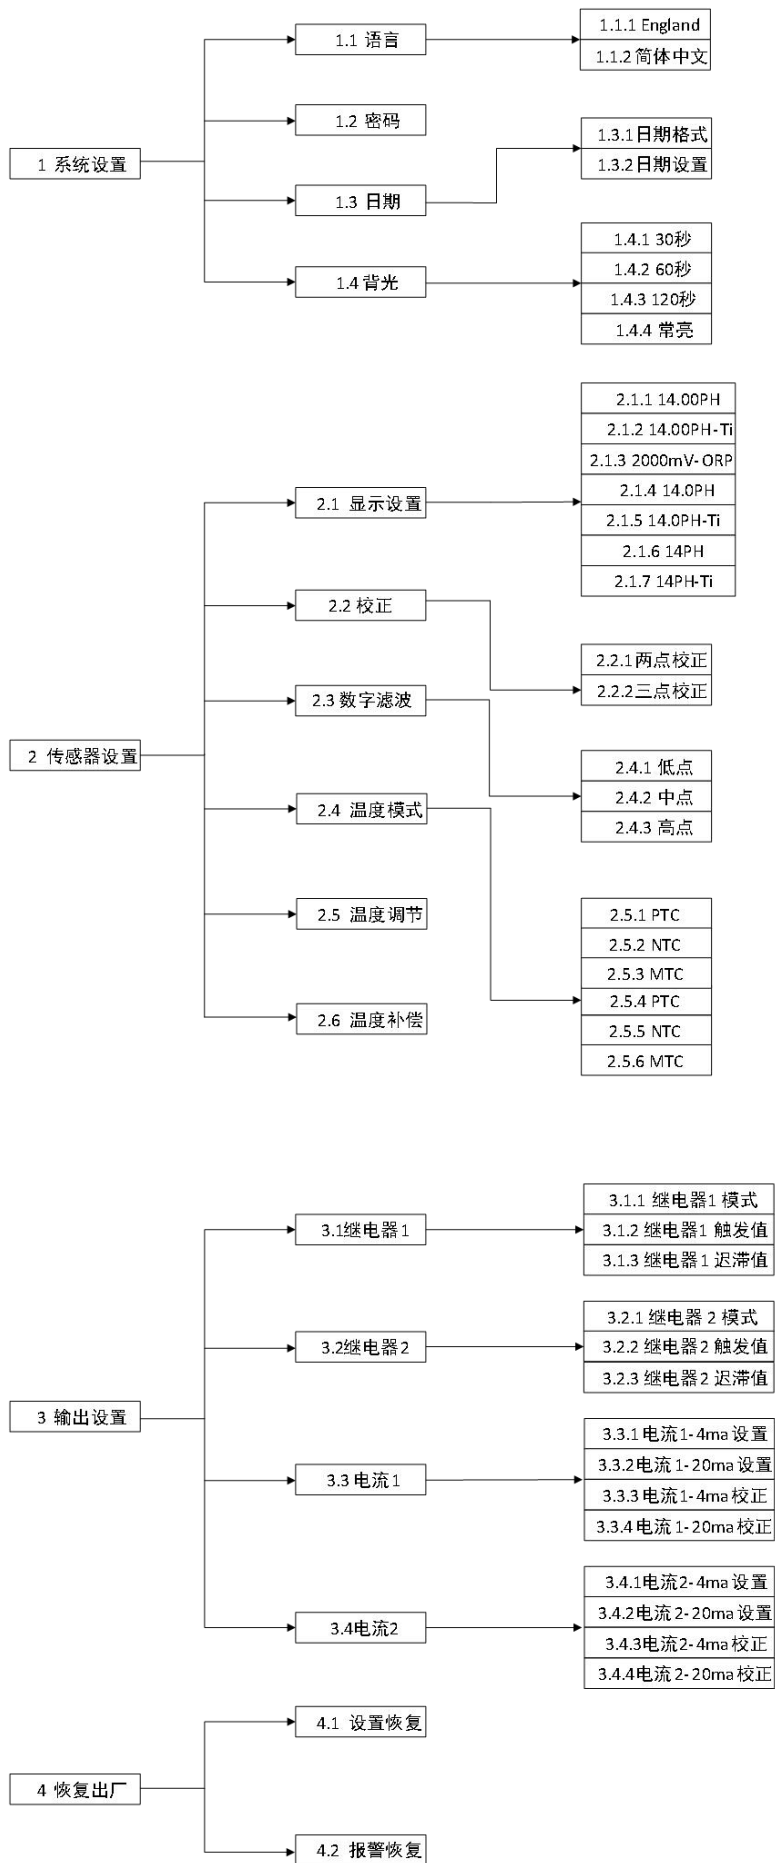 1 系统设置
1.1 语言
1.1.1 England
1.1.2 简体中文
1.2 密码
1.3 日期
1.3.1日期格式
1.3.2日期设置
1.4背光
1.4.1 30秒
1.4.2 60秒
1.4.3 120秒
1.4.4 常亮
2 传感器设置
2.1 显示设置
2.1.1 14.00PH
2.1.2 14.00PH-Ti
2.1.3 2000mV-ORP
2.1.4 14.0PH
2.1.5 14.0PH-Ti
2.1.6 14PH
2.1.7 14PH-Ti
2.2校正
2.2.1两点校正
2.2.2三点校正
2.3数字滤波
2.4.1 低点
2.4.2 中点
2.4.3 高点
2.4 温度模式
2.5.1 PTC
2.5.2 NTC
2.5.3 MTC
2.5.4 PTC
2.5.5 NTC
2.5.6 MTC
2.5 温度调节
2.6 温度补偿
3 输出设置
3.1继电器1
3.1.1 继电器1 模式
3.1.2 继电器1 触发值
3.1.3 继电器1 迟滞值
3.2继电器2
3.2.1 继电器2 模式
3.2.2 继电器2 触发值
3.2.3 继电器2 迟滞值
3.3电流1
3.3.1电流1-4ma设置
3.3.2电流1-20ma设置
3.3.3电流1-4ma校正
3.3.4电流1-20ma校正
3.4电流2
3.4.1电流2-4ma设置
3.4.2电流2-20ma设置
3.4.3电流2-4ma校正
3.4.4电流2-20ma校正
4 恢复出厂
4.1 设置恢复
4.2 报警恢复